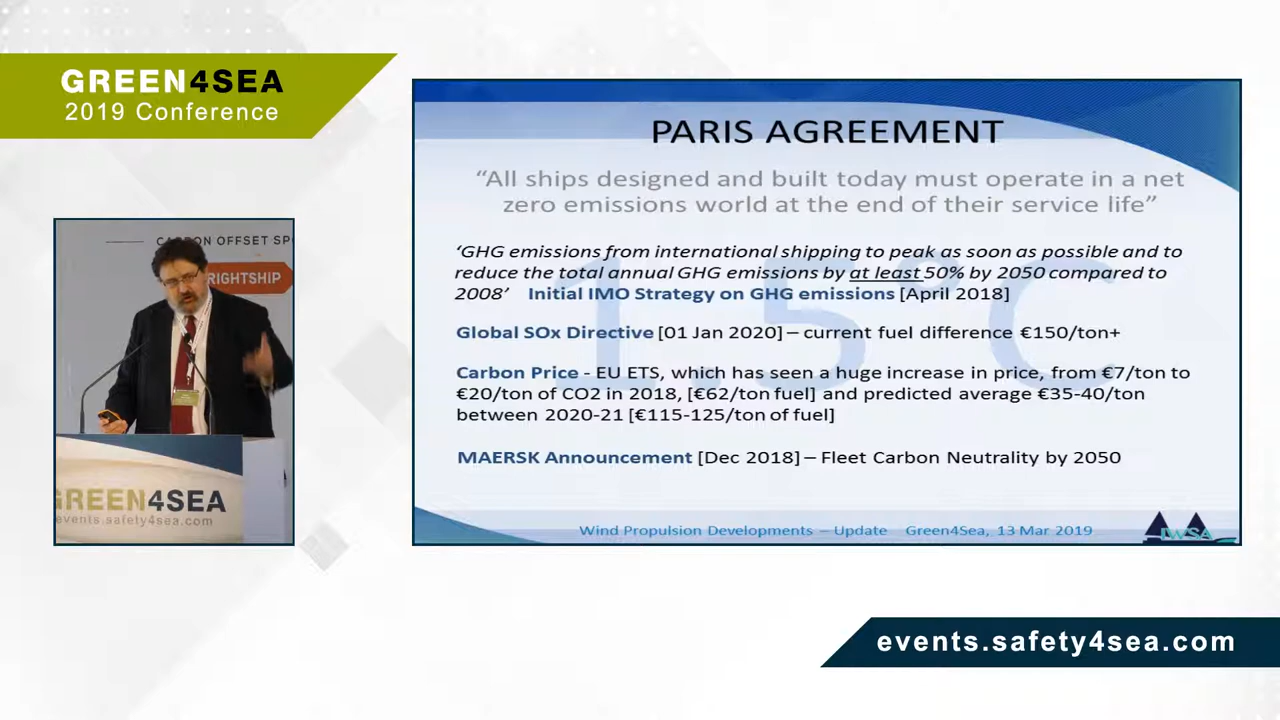 GREEN4SEA
2019 Conference
CARBON OFFSET SP
RIGHTSHIP
GREEN4SEA
events.safety4sea.com
PARIS AGREEMENT
“All ships designed and built today must operate in a net
zero emissions world at the end of their service life”
1.5°C
‘GHG emissions from international shipping to peak as soon as possible and to
reduce the total annual GHG emissions by at least 50% by 2050 compared to
2008’ Initial IMO Strategy on GHG emissions [April 2018]
Global SOx Directive [01 Jan 2020] – current fuel difference €150/ton+
Carbon Price - EU ETS, which has seen a huge increase in price, from €7/ton to
€20/ton of CO2 in 2018, [€62/ton fuel] and predicted average €35-40/ton
between 2020-21 [€115-125/ton of fuel]
MAERSK Announcement [Dec 2018] – Fleet Carbon Neutrality by 2050
Wind Propulsion Developments – Update Green4Sea, 13 Mar 2019
IWSA
events.safety4sea.com